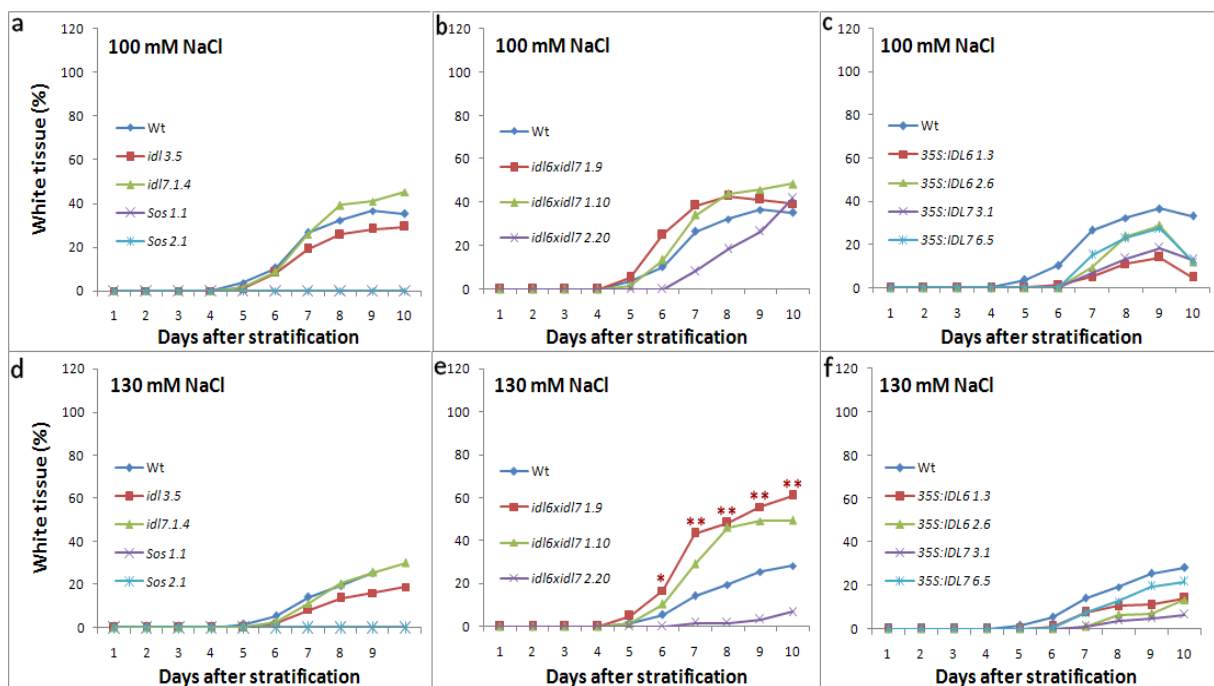 a
100 mM NaCl
White tissue (%)
120
100
80
60
40
20
0
Wt
idl 3.5
idl7.1.4
Sos 1.1
Sos 2.1
1 2 3 4 5 6 7 8 9 10
Days after stratification
b
100 mM NaCl
120
100
80
60
40
20
0
Wt
idl6xidl7 1.9
idl6xidl7 1.10
idl6xidl7 2.20
1 2 3 4 5 6 7 8 9 10
Days after stratification
c
100 mM NaCl
120
100
80
60
40
20
0
Wt
35S:IDL6 1.3
35S:IDL6 2.6
35S:IDL7 3.1
35S:IDL7 6.5
1 2 3 4 5 6 7 8 9 10
Days after stratification
d
130 mM NaCl
White tissue (%)
120
100
80
60
40
20
0
Wt
idl 3.5
idl7.1.4
Sos 1.1
Sos 2.1
1 2 3 4 5 6 7 8 9
Days after stratification
e
130 mM NaCl
120
100
80
60
40
20
0
Wt
idl6xidl7 1.9
idl6xidl7 1.10
idl6xidl7 2.20
* ** ** ** **
1 2 3 4 5 6 7 8 9 10
Days after stratification
f
130 mM NaCl
120
100
80
60
40
20
0
Wt
35S:IDL6 1.3
35S:IDL6 2.6
35S:IDL7 3.1
35S:IDL7 6.5
1 2 3 4 5 6 7 8 9 10
Days after stratification